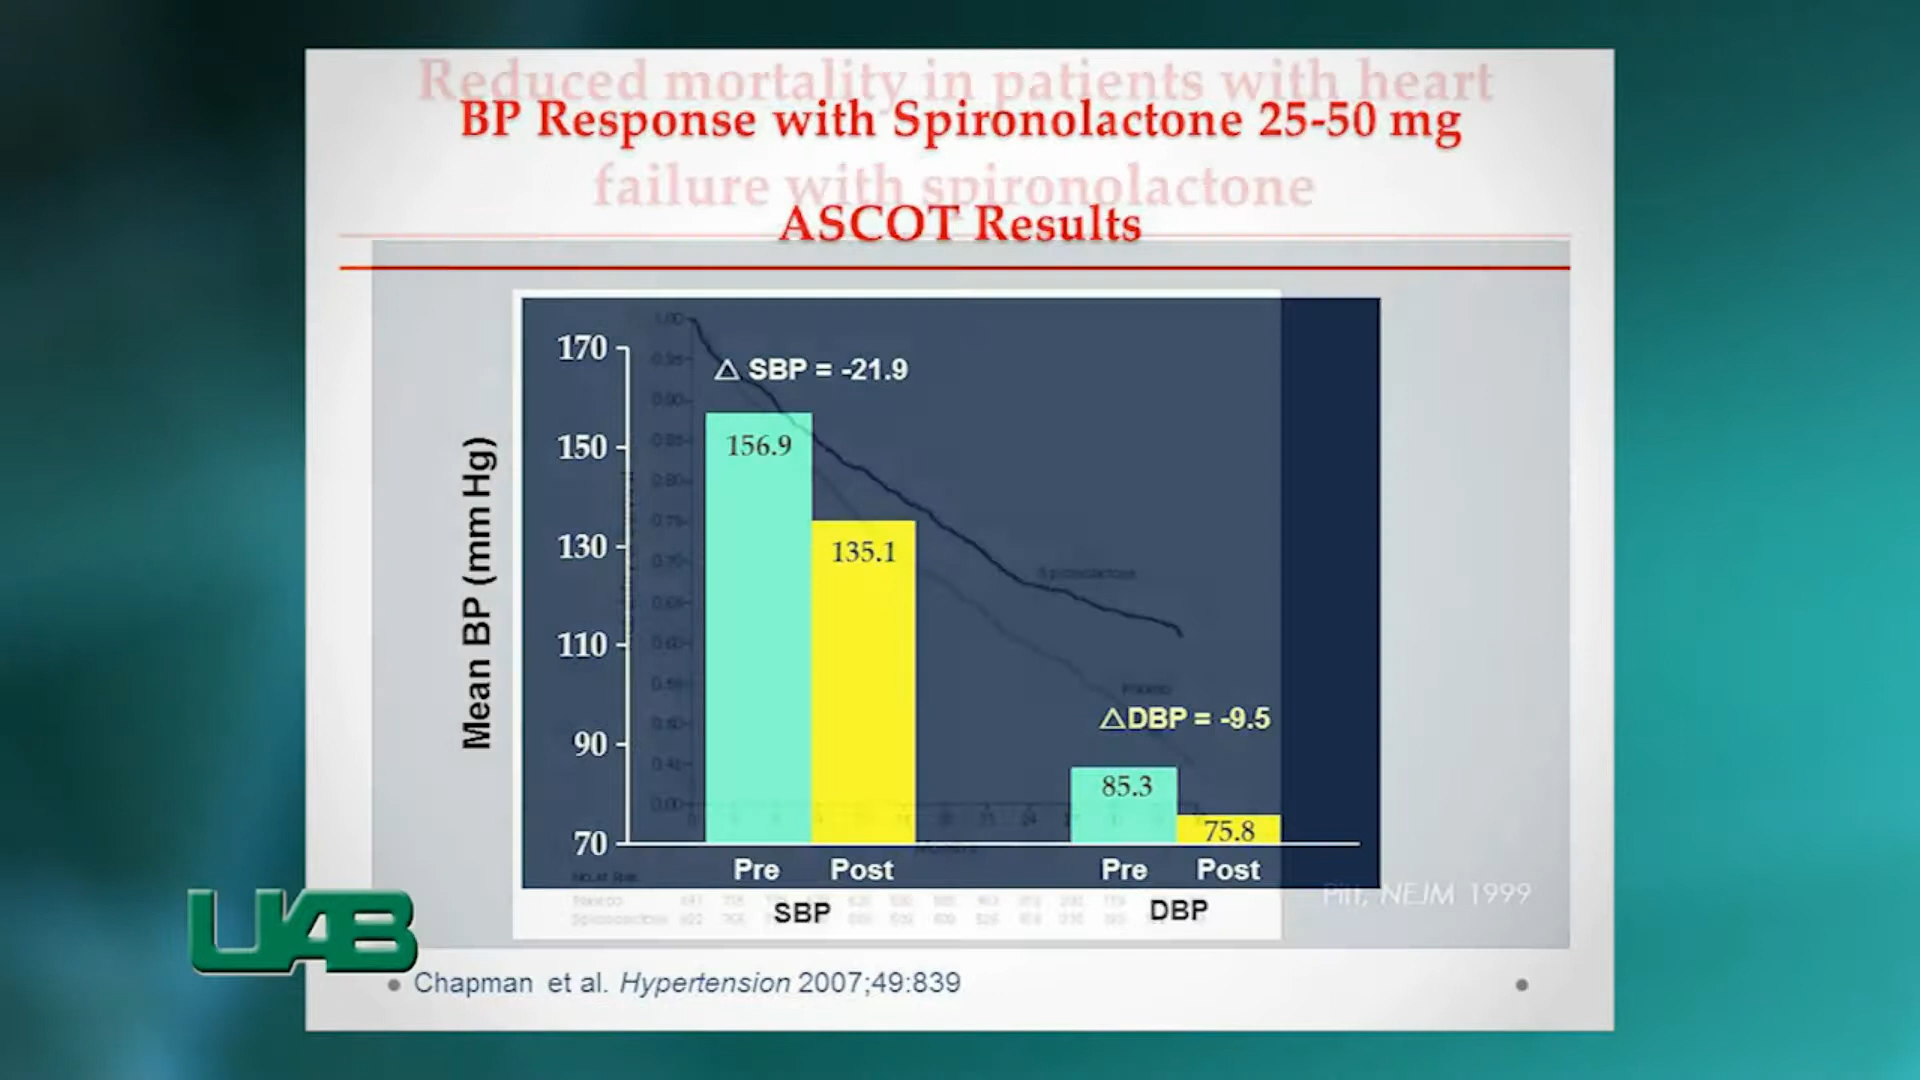 Reduced mortality in patients with heart
BP Response with Spironolactone 25-50 mg
failure with spironolactone
ASCOT Results
Mean BP (mm Hg)
170
150
130
110
90
70
△ SBP = -21.9
156.9
135.1
Spironolactone
Placebo
△DBP = -9.5
85.3
75.8
Pre Post Pre Post
SBP DBP
Pitt, NEJM 1999
UAB
• Chapman et al. Hypertension 2007;49:839